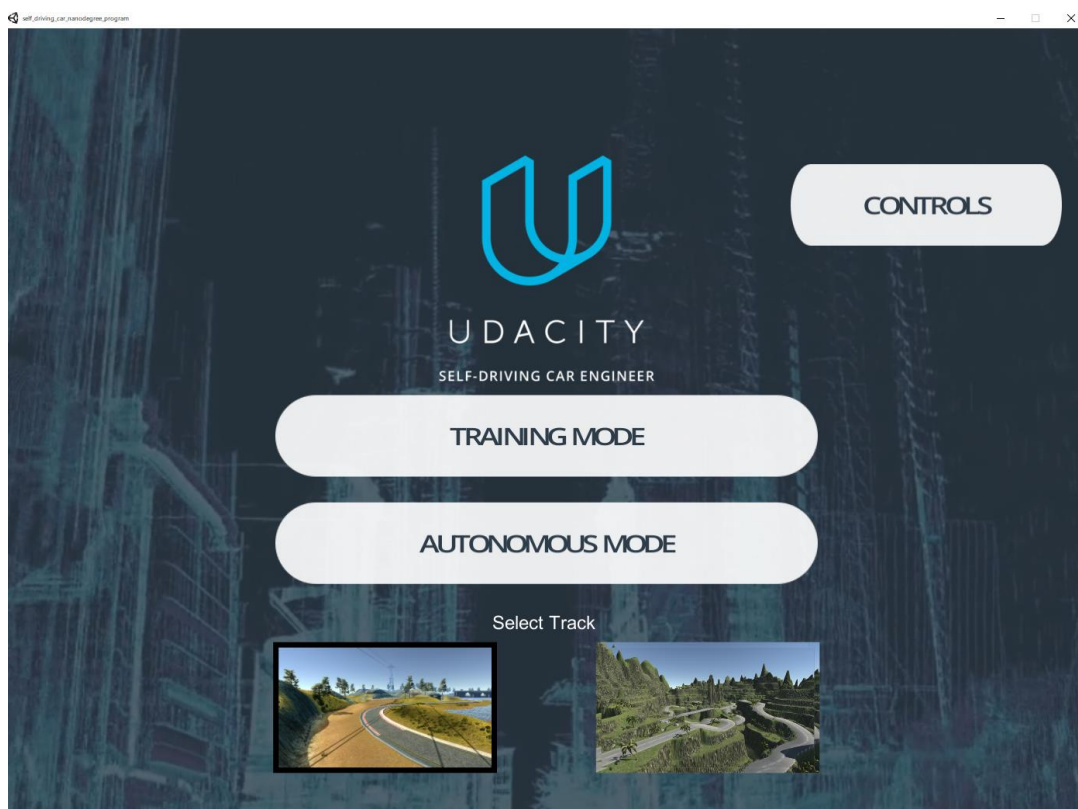 self_driving_car_nanodegree_program
CONTROLS
UDACITY
SELF-DRIVING CAR ENGINEER
TRAINING MODE
AUTONOMOUS MODE
Select Track